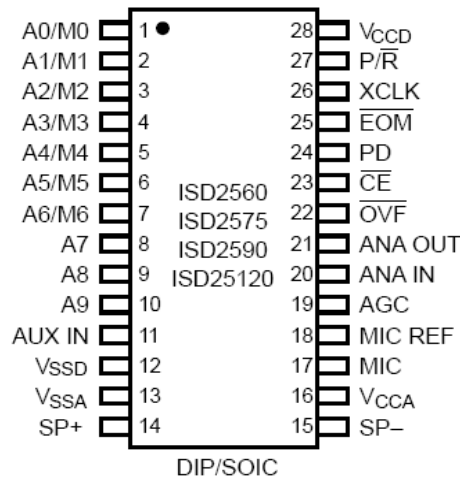 A0/M0 1 28 VCCD
A1/M1 2 27 P/R̅
A2/M2 3 26 XCLK
A3/M3 4 25 E̅O̅M̅
A4/M4 5 24 PD
A5/M5 6 23 C̅E̅
A6/M6 7 22 O̅V̅F̅
A7 8 21 ANA OUT
A8 9 20 ANA IN
A9 10 19 AGC
AUX IN 11 18 MIC REF
VSSD 12 17 MIC
VSSA 13 16 VCCA
SP+ 14 15 SP–
ISD2560
ISD2575
ISD2590
ISD25120
DIP/SOIC